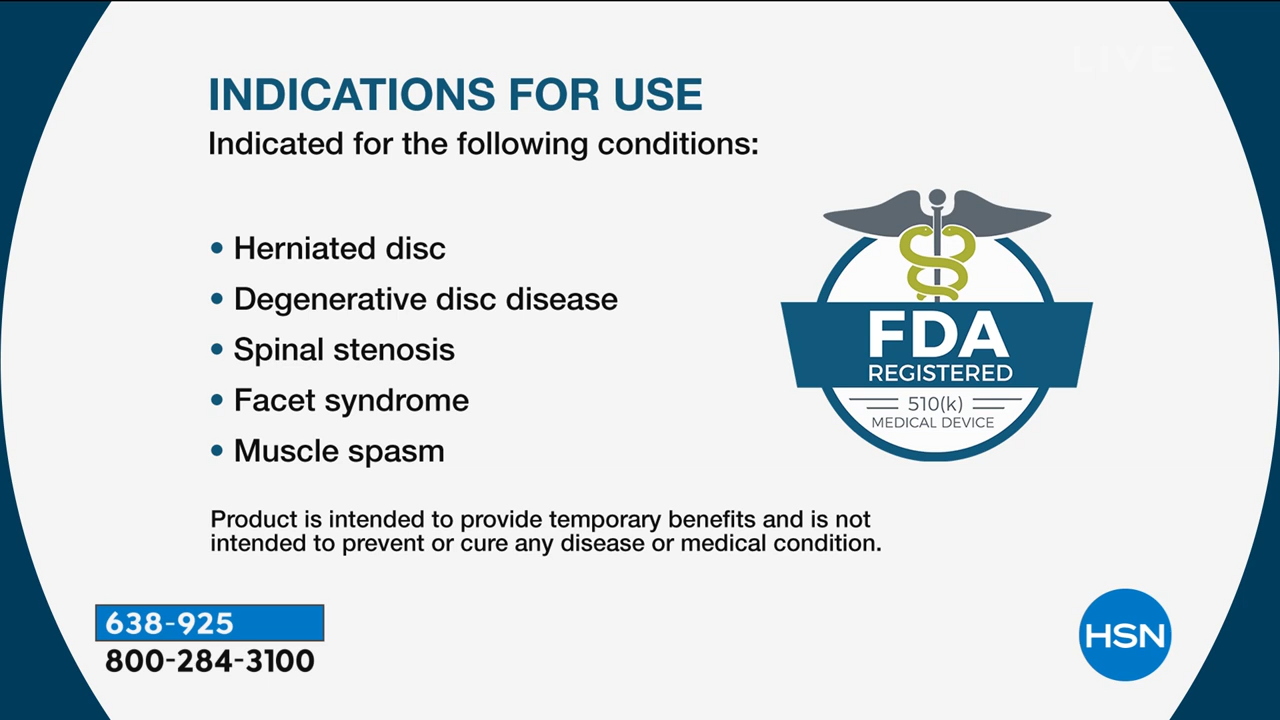 LIVE
INDICATIONS FOR USE
Indicated for the following conditions:
• Herniated disc
• Degenerative disc disease
• Spinal stenosis
• Facet syndrome
• Muscle spasm
FDA
REGISTERED
510(k)
MEDICAL DEVICE
Product is intended to provide temporary benefits and is not
intended to prevent or cure any disease or medical condition.
638-925
800-284-3100
HSN